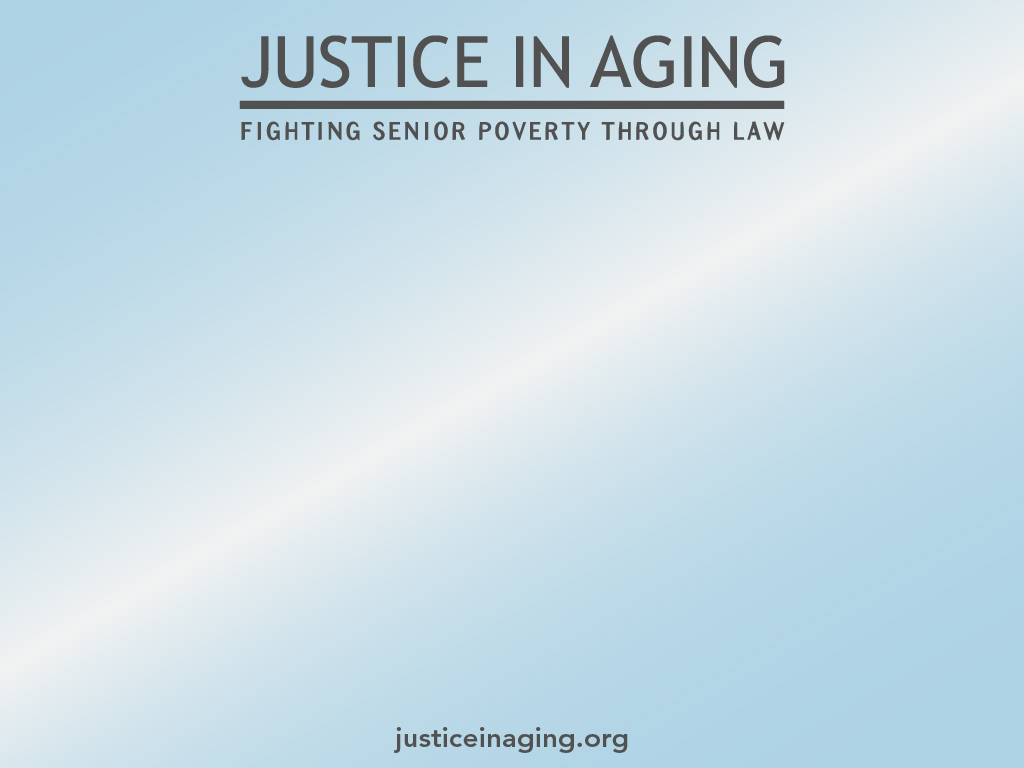 JUSTICE IN AGING
FIGHTING SENIOR POVERTY THROUGH LAW
justiceinaging.org